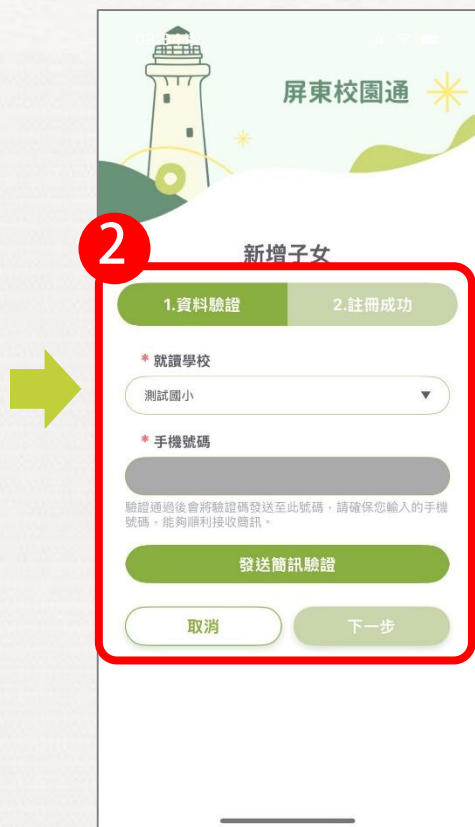 屏東校園通
2
新增子女
1.資料驗證
2.註冊成功
* 就讀學校
測試國小
* 手機號碼
驗證通過後會將驗證碼發送至此號碼，請確保您輸入的手機
號碼，能夠順利接收簡訊。
發送簡訊驗證
取消
下一步